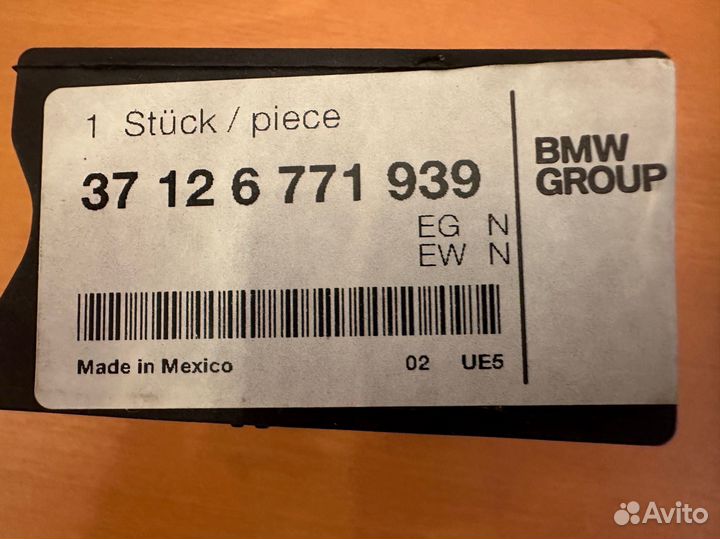 1 Stück / piece
37 12 6 771 939
EG N
EW N
Made in Mexico 02 UE5
BMW
GROUP
Avito